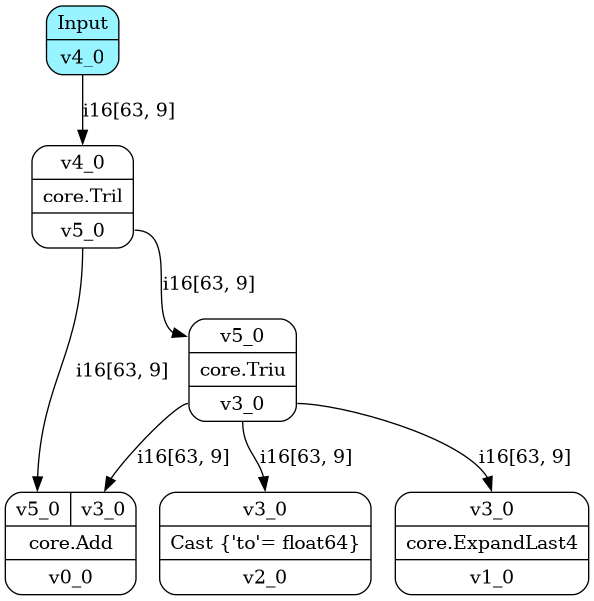 Input
v4_0
i16[63, 9]
v4_0
core.Tril
v5_0
i16[63, 9]
i16[63, 9]
v5_0
core.Triu
v3_0
i16[63, 9]
i16[63, 9]
i16[63, 9]
v5_0 v3_0
core.Add
v0_0
v3_0
Cast {'to'= float64}
v2_0
v3_0
core.ExpandLast4
v1_0